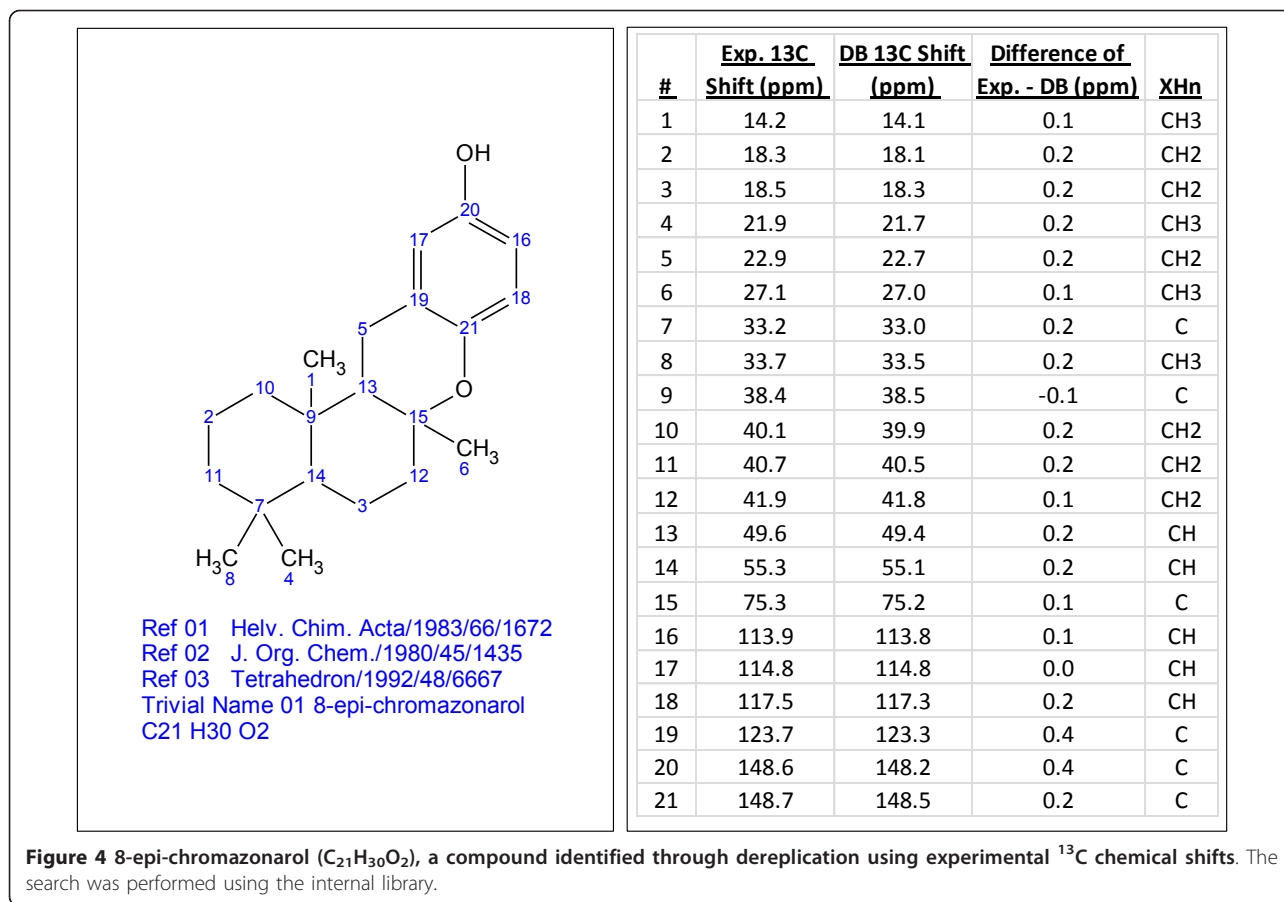 OH
20
17
16
19
18
5
21
CH3
1
10
13
O
2
9
15
CH3
6
11
14
12
7
3
H3C
CH3
8
4
Ref 01 Helv. Chim. Acta/1983/66/1672
Ref 02 J. Org. Chem./1980/45/1435
Ref 03 Tetrahedron/1992/48/6667
Trivial Name 01 8-epi-chromazonarol
C21 H30 O2
# Exp. 13C Shift (ppm) DB 13C Shift (ppm) Difference of Exp. - DB (ppm) XHn
1 14.2 14.1 0.1 CH3
2 18.3 18.1 0.2 CH2
3 18.5 18.3 0.2 CH2
4 21.9 21.7 0.2 CH3
5 22.9 22.7 0.2 CH2
6 27.1 27.0 0.1 CH3
7 33.2 33.0 0.2 C
8 33.7 33.5 0.2 CH3
9 38.4 38.5 -0.1 C
10 40.1 39.9 0.2 CH2
11 40.7 40.5 0.2 CH2
12 41.9 41.8 0.1 CH2
13 49.6 49.4 0.2 CH
14 55.3 55.1 0.2 CH
15 75.3 75.2 0.1 C
16 113.9 113.8 0.1 CH
17 114.8 114.8 0.0 CH
18 117.5 117.3 0.2 CH
19 123.7 123.3 0.4 C
20 148.6 148.2 0.4 C
21 148.7 148.5 0.2 C
Figure 4 8-epi-chromazonarol (C₂₁H₃₀O₂), a compound identified through dereplication using experimental ¹³C chemical shifts. The
search was performed using the internal library.